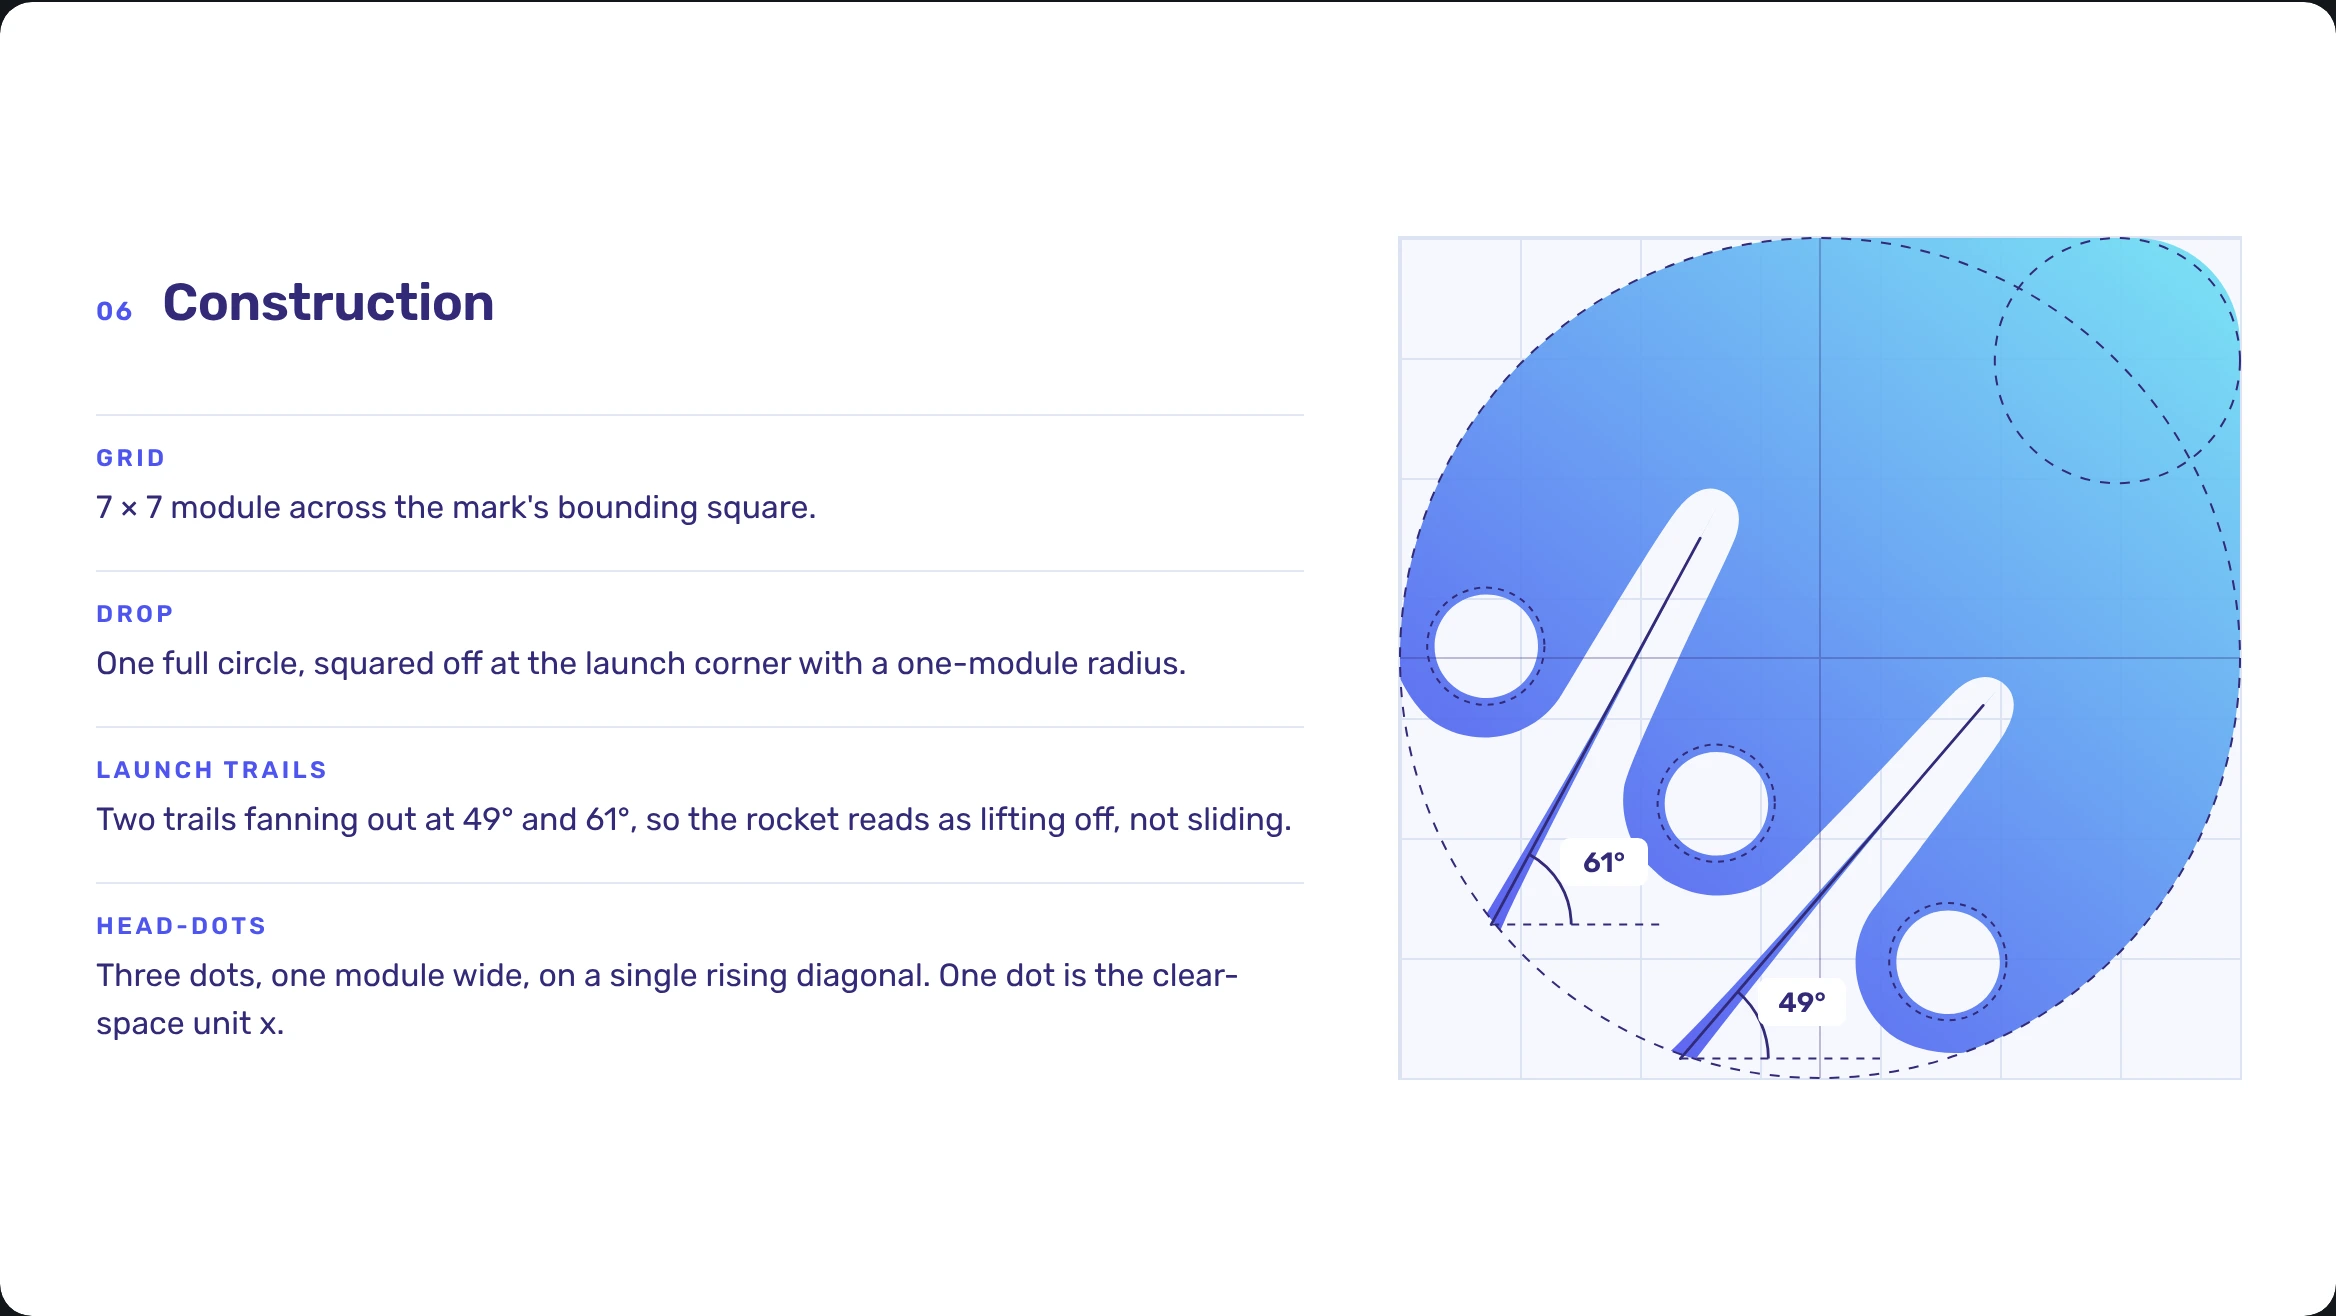 06 Construction
GRID
7 × 7 module across the mark's bounding square.
DROP
One full circle, squared off at the launch corner with a one-module radius.
LAUNCH TRAILS
Two trails fanning out at 49° and 61°, so the rocket reads as lifting off, not sliding.
HEAD-DOTS
Three dots, one module wide, on a single rising diagonal. One dot is the clear-
space unit x.
61°
49°